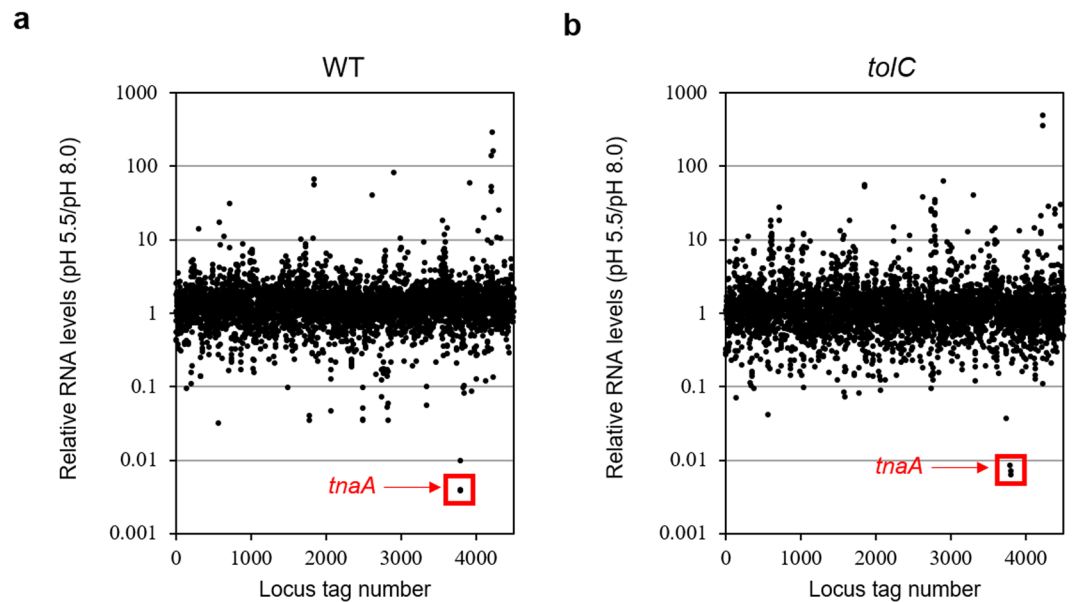 a
WT
Relative RNA levels (pH 5.5/pH 8.0)
1000
100
10
1
0.1
0.01
0.001
tnaA
0 1000 2000 3000 4000
Locus tag number
b
tolC
Relative RNA levels (pH 5.5/pH 8.0)
1000
100
10
1
0.1
0.01
0.001
tnaA
0 1000 2000 3000 4000
Locus tag number